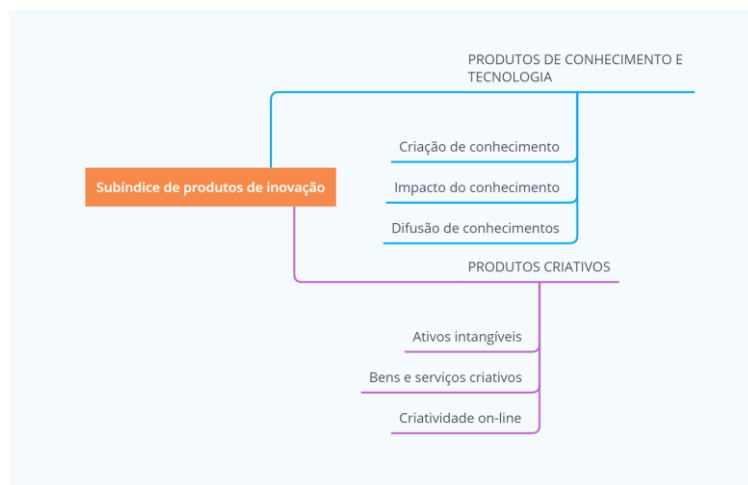 PRODUTOS DE CONHECIMENTO E
TECNOLOGIA
Criação de conhecimento
Impacto do conhecimento
Difusão de conhecimentos
Subíndice de produtos de inovação
PRODUTOS CRIATIVOS
Ativos intangíveis
Bens e serviços criativos
Criatividade on-line